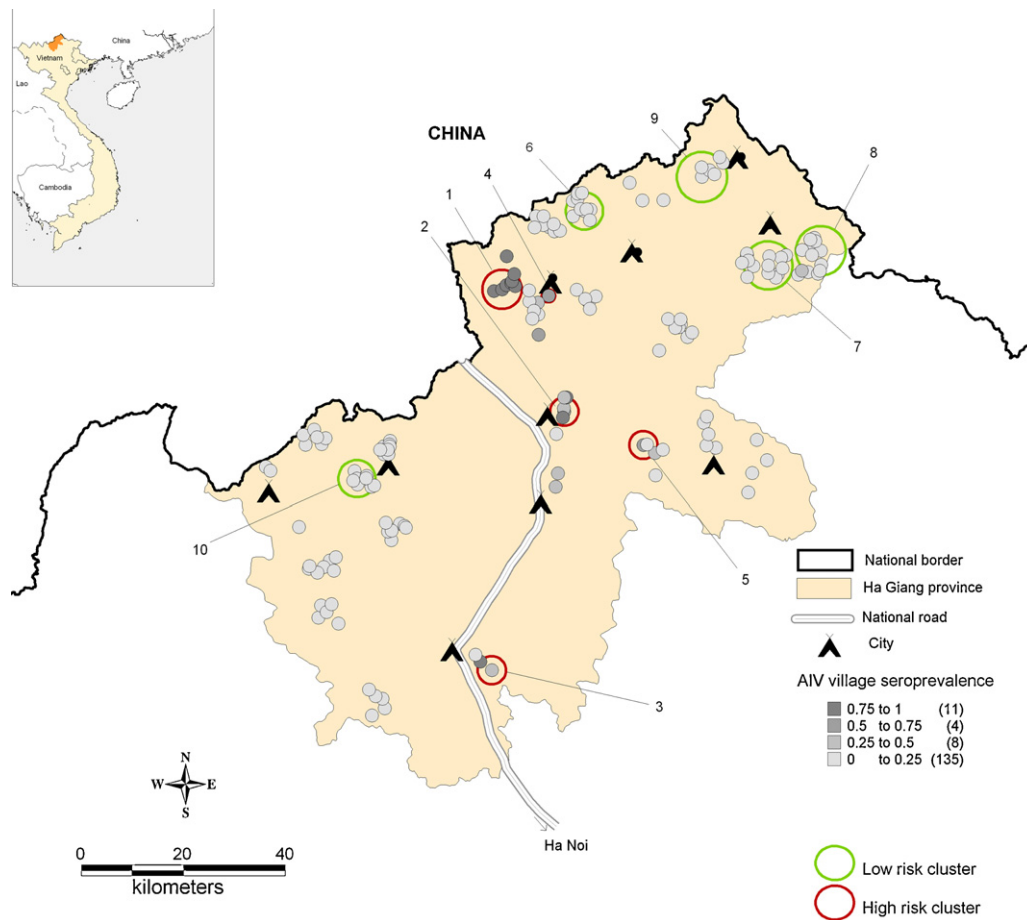 China
Vietnam
Lao
Cambodia
CHINA
9
8
6
4
1
2
7
10
5
3
National border
Ha Giang province
National road
City
AIV village seroprevalence
0.75 to 1 (11)
0.5 to 0.75 (4)
0.25 to 0.5 (8)
0 to 0.25 (135)
N
W E
S
Ha Noi
0 20 40
kilometers
Low risk cluster
High risk cluster